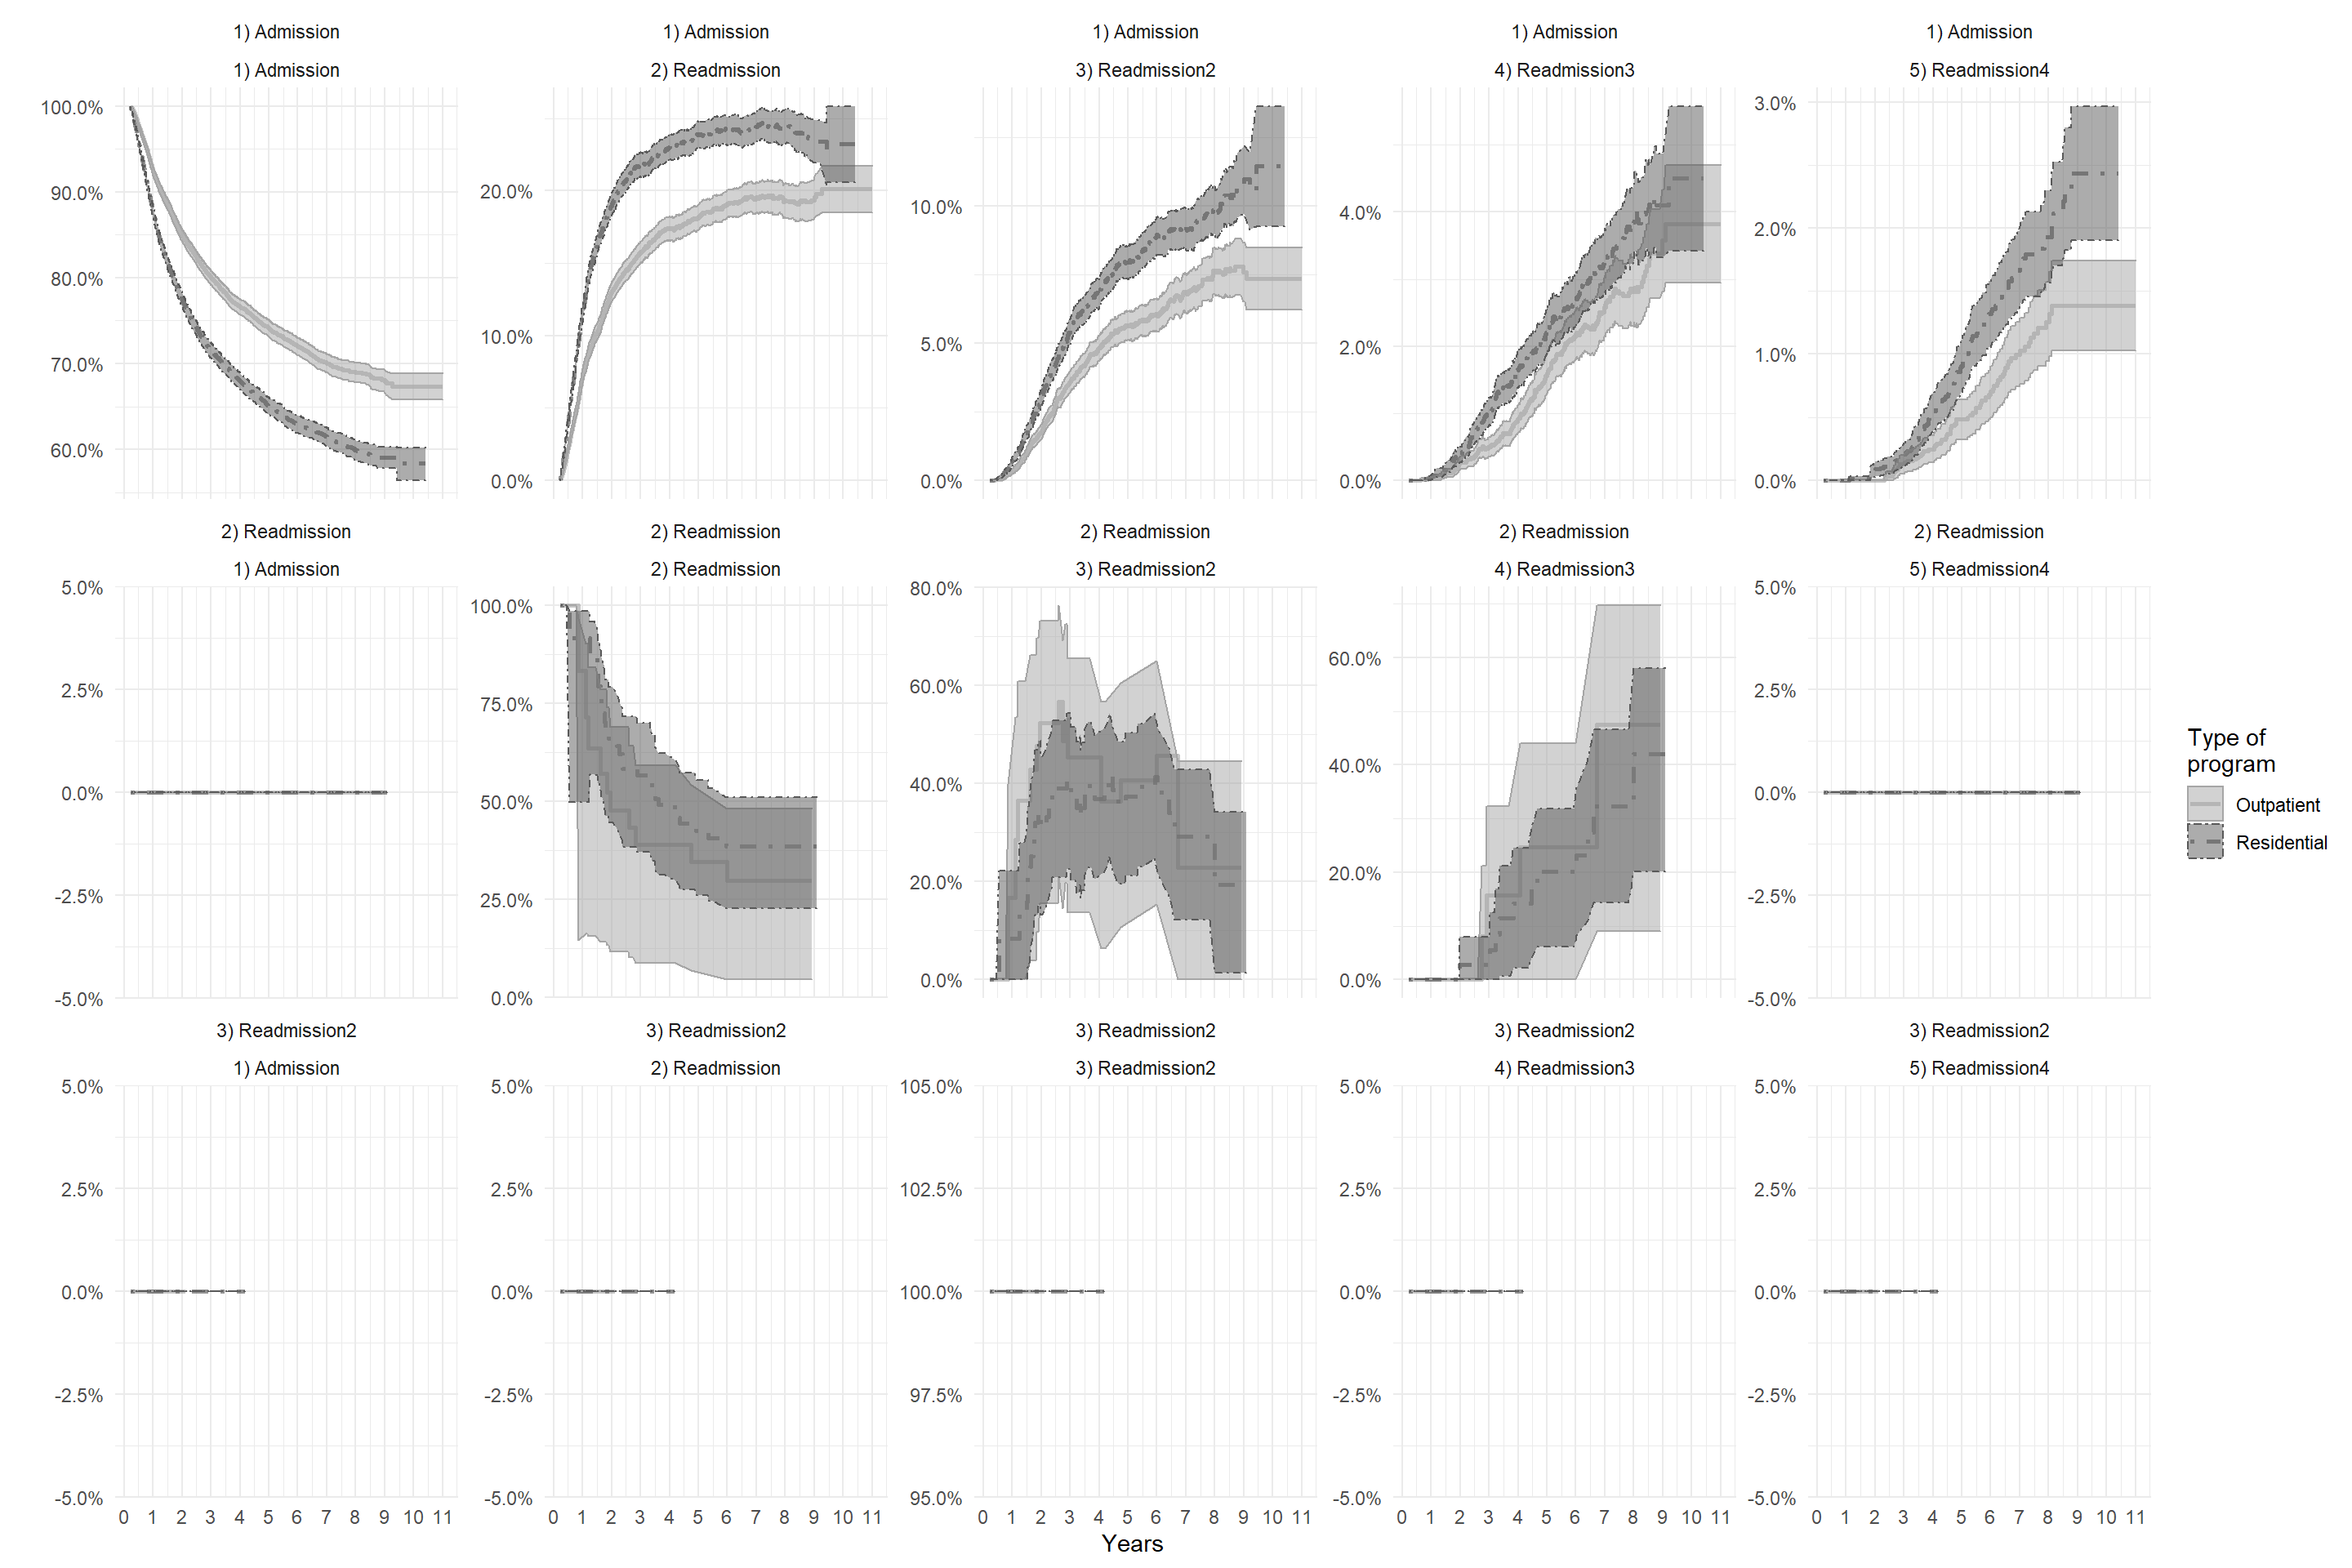 1) Admission
1) Admission
1) Admission
1) Admission
1) Admission
1) Admission
2) Readmission
3) Readmission2
4) Readmission3
5) Readmission4
100.0%
90.0%
80.0%
70.0%
60.0%
20.0%
10.0%
0.0%
10.0%
5.0%
0.0%
4.0%
2.0%
0.0%
3.0%
2.0%
1.0%
0.0%
2) Readmission
2) Readmission
2) Readmission
2) Readmission
2) Readmission
1) Admission
2) Readmission
3) Readmission2
4) Readmission3
5) Readmission4
5.0%
2.5%
0.0%
-2.5%
-5.0%
100.0%
75.0%
50.0%
25.0%
0.0%
80.0%
60.0%
40.0%
20.0%
0.0%
60.0%
40.0%
20.0%
0.0%
5.0%
2.5%
0.0%
-2.5%
-5.0%
Type of
program
Outpatient
Residential
3) Readmission2
3) Readmission2
3) Readmission2
3) Readmission2
3) Readmission2
1) Admission
2) Readmission
3) Readmission2
4) Readmission3
5) Readmission4
5.0%
2.5%
0.0%
-2.5%
-5.0%
5.0%
2.5%
0.0%
-2.5%
-5.0%
105.0%
102.5%
100.0%
97.5%
95.0%
5.0%
2.5%
0.0%
-2.5%
-5.0%
5.0%
2.5%
0.0%
-2.5%
-5.0%
0 1 2 3 4 5 6 7 8 9 10 11
0 1 2 3 4 5 6 7 8 9 10 11
0 1 2 3 4 5 6 7 8 9 10 11
0 1 2 3 4 5 6 7 8 9 10 11
0 1 2 3 4 5 6 7 8 9 10 11
Years